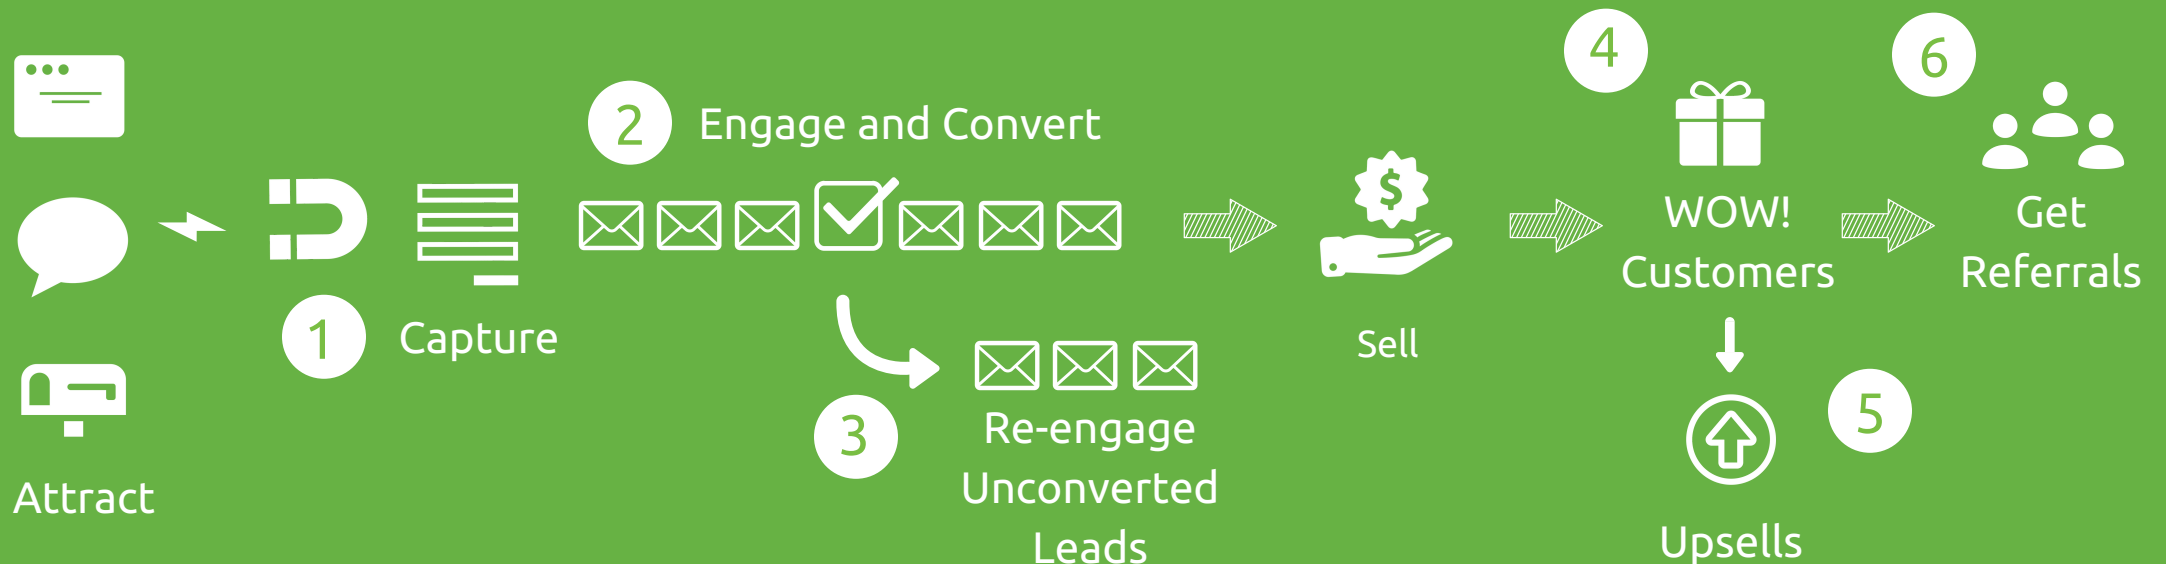 Attract
1
Capture
2
Engage and Convert
3
Re-engage
Unconverted
Leads
$
Sell
4
WOW!
Customers
5
Upsells
6
Get
Referrals